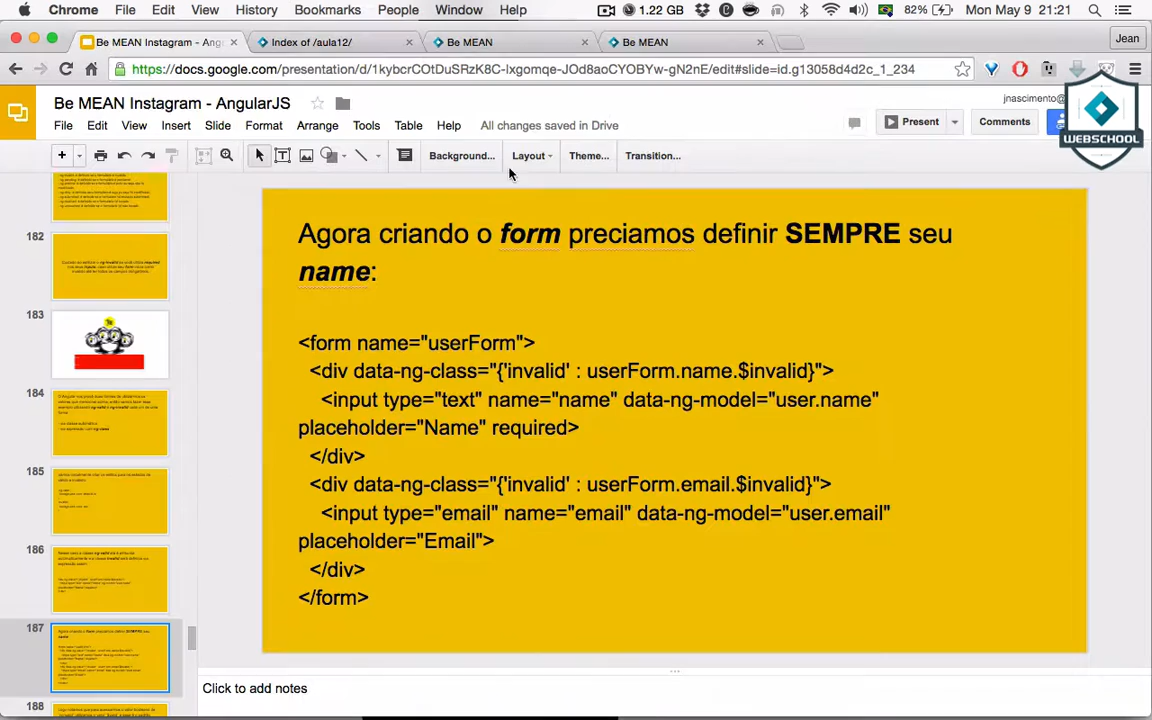 Chrome File Edit View History Bookmarks People Window Help 1.22 GB 82% Mon May 9 21:21
Be MEAN Instagram - Ang Index of /aula12/ Be MEAN Be MEAN Jean
https://docs.google.com/presentation/d/1kybcrCOtDuSRzK8C-lxgomqe-JOd8aoCYOBYw-gN2nE/edit#slide=id.g13058d4d2c_1_234
Be MEAN Instagram - AngularJS
jnascimento@
File Edit View Insert Slide Format Arrange Tools Table Help All changes saved in Drive
Present Comments
WEBSCHOOL
Background... Layout Theme... Transition...
182
183
184
185
186
187
188
Agora criando o form preciamos definir SEMPRE seu
name:
<form name="userForm">
<div data-ng-class="{'invalid' : userForm.name.$invalid}">
<input type="text" name="name" data-ng-model="user.name"
placeholder="Name" required>
</div>
<div data-ng-class="{'invalid' : userForm.email.$invalid}">
<input type="email" name="email" data-ng-model="user.email"
placeholder="Email">
</div>
</form>
Click to add notes